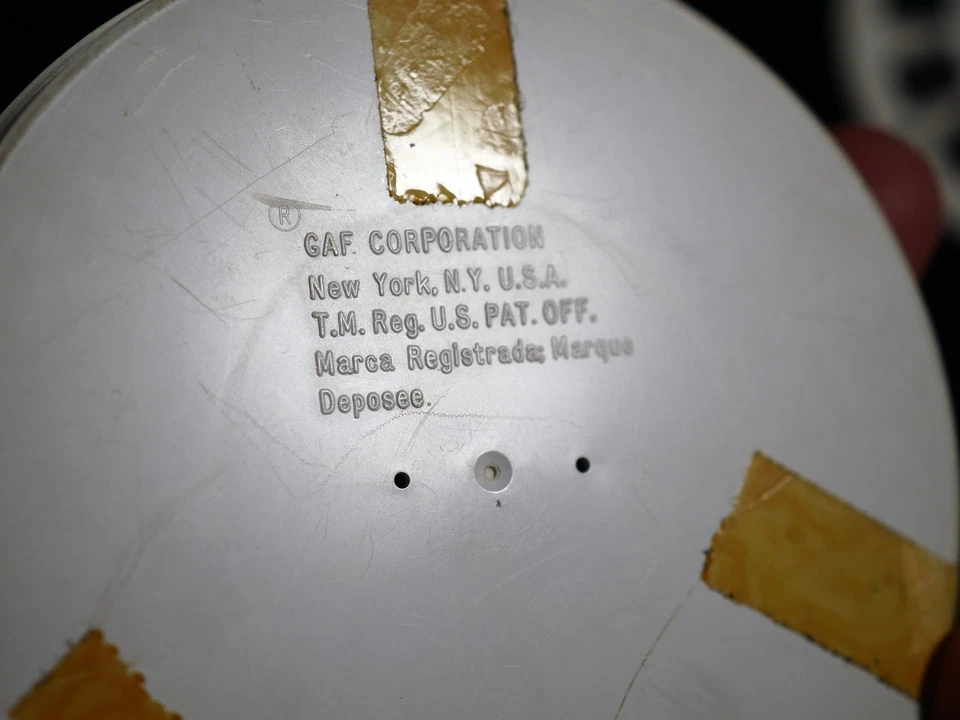 ®
GAF CORPORATION
New York, N.Y. U.S.A.
T.M. Reg. U.S. PAT. OFF.
Marca Registrada; Marque
Deposee.